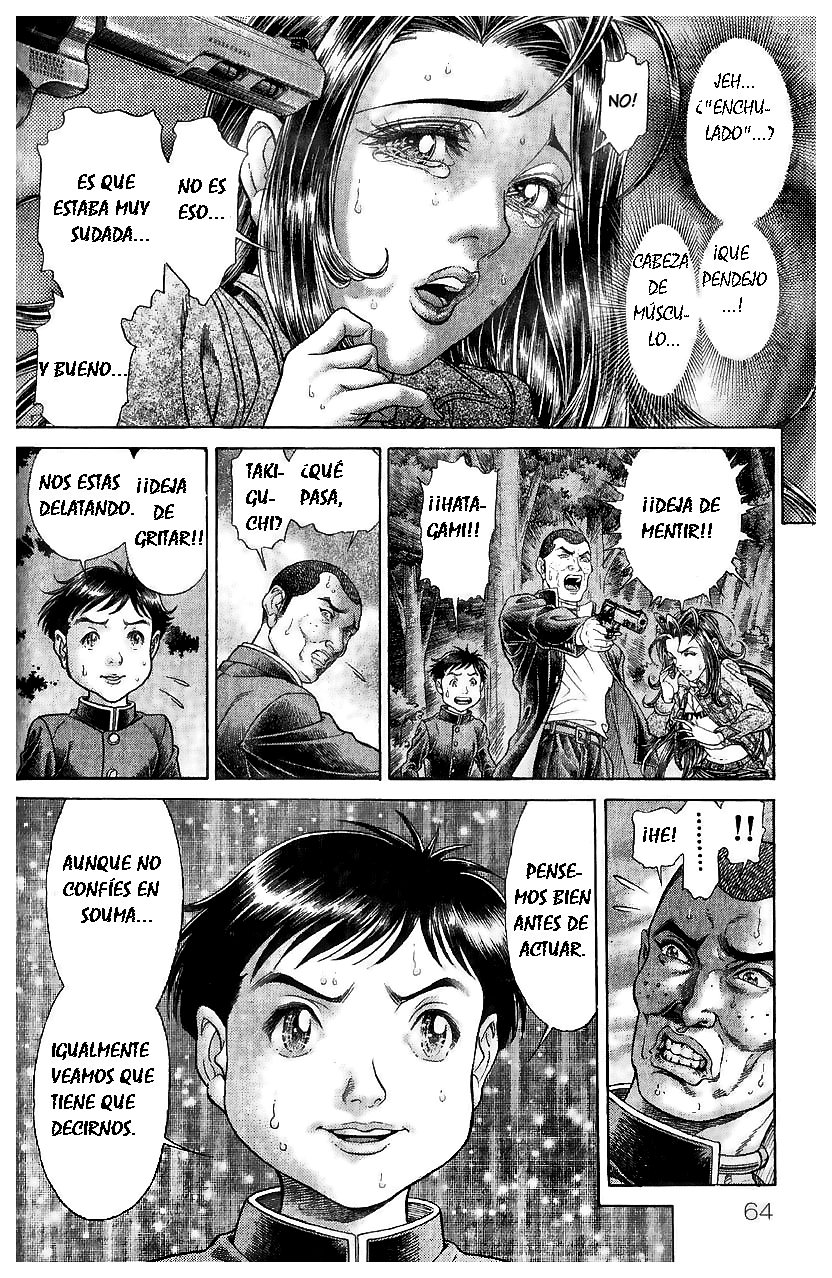 JEH...
¿"ENCHU-
LADO"...?
¡QUE
PENDEJO
...!
CABEZA
DE
MÚSCU-
LO...
NO!
NO ES
ESO...
ES QUE
ESTABA MUY
SUDADA...
Y BUENO...
¡¡DEJA DE
MENTIR!!
¡¡HATA-
GAMI!!
¿QUÉ
PASA,
TAKI-
GU-
CHI?
¡¡DEJA
DE
GRITAR!!
NOS ESTAS
DELATANDO.
!!
........
¡HE!
PENSE-
MOS BIEN
ANTES DE
ACTUAR.
AUNQUE NO
CONFÍES EN
SOUMA...
IGUALMENTE
VEAMOS QUE
TIENE QUE
DECIRNOS.
64